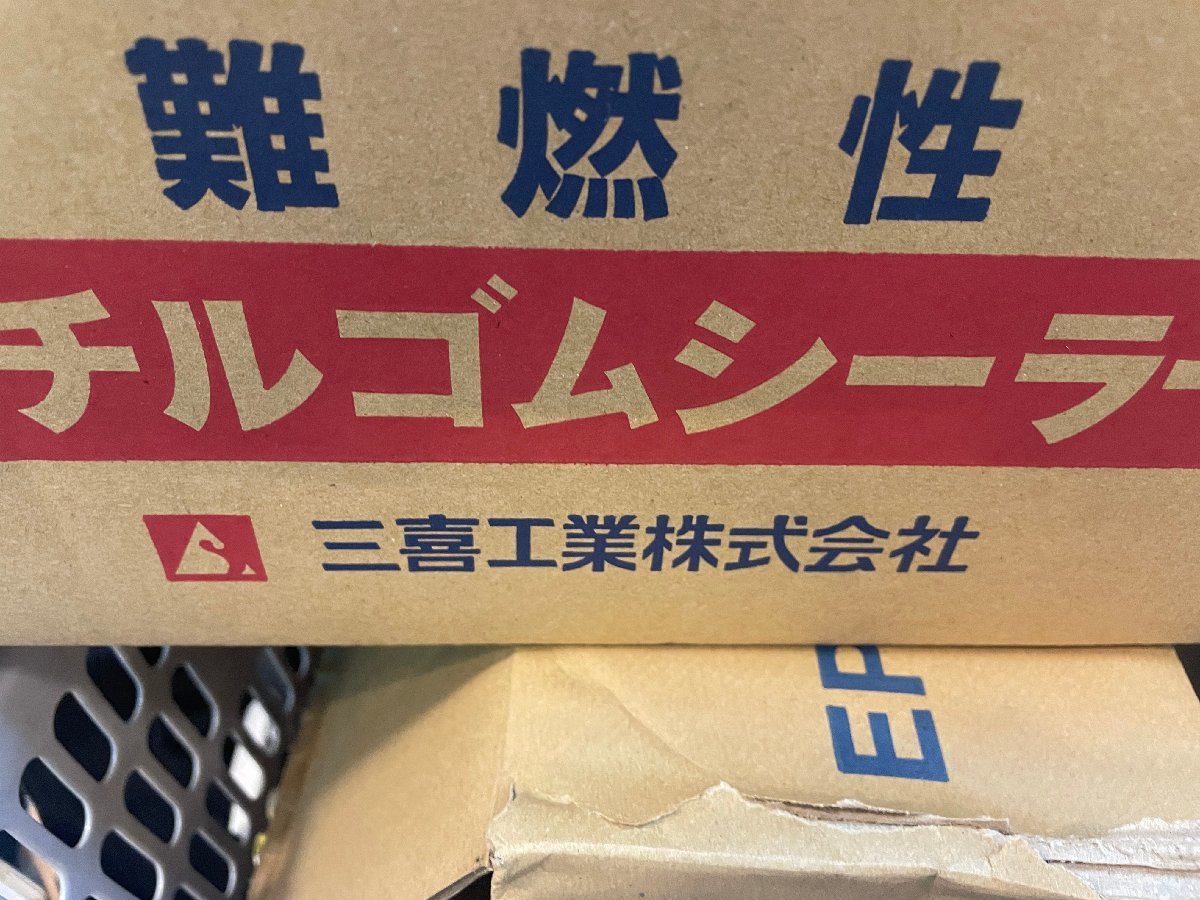 難燃性
チルゴムシーラー
三喜工業株式会社
EP